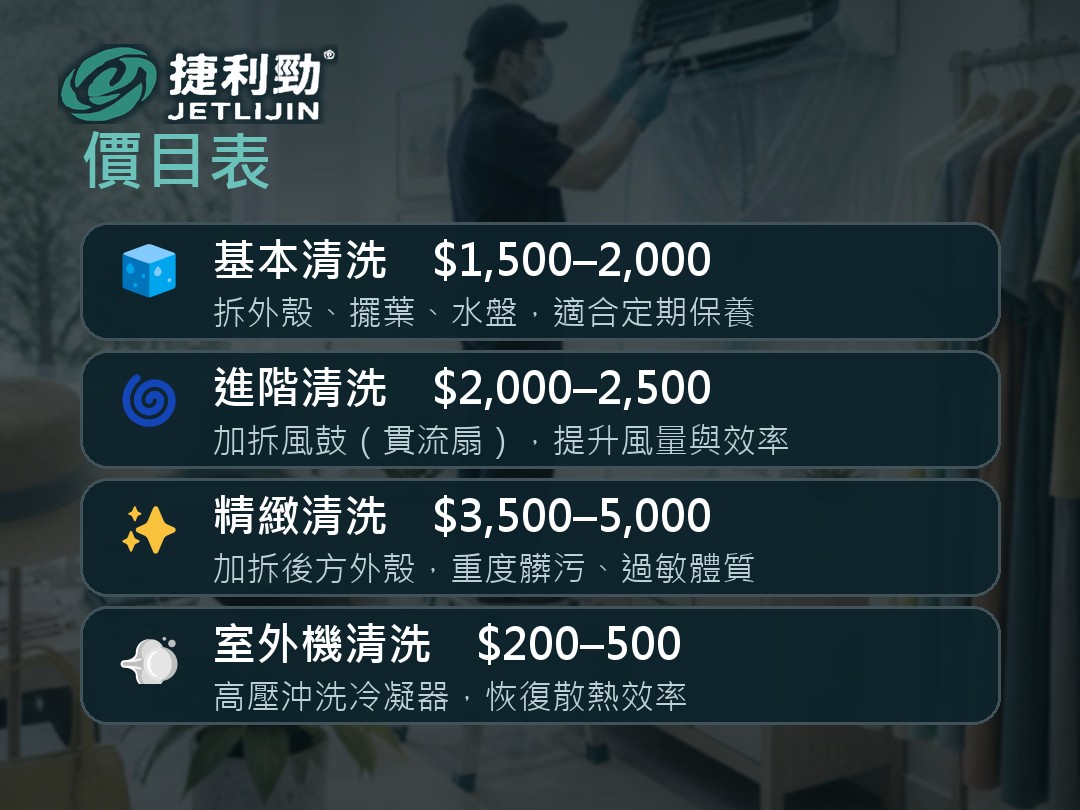 捷利勁®
JETLIJIN
價目表
基本清洗 $1,500–2,000
拆外殼、擺葉、水盤，適合定期保養
進階清洗 $2,000–2,500
加拆風鼓（貫流扇），提升風量與效率
精緻清洗 $3,500–5,000
加拆後方外殼，重度髒污、過敏體質
室外機清洗 $200–500
高壓沖洗冷凝器，恢復散熱效率